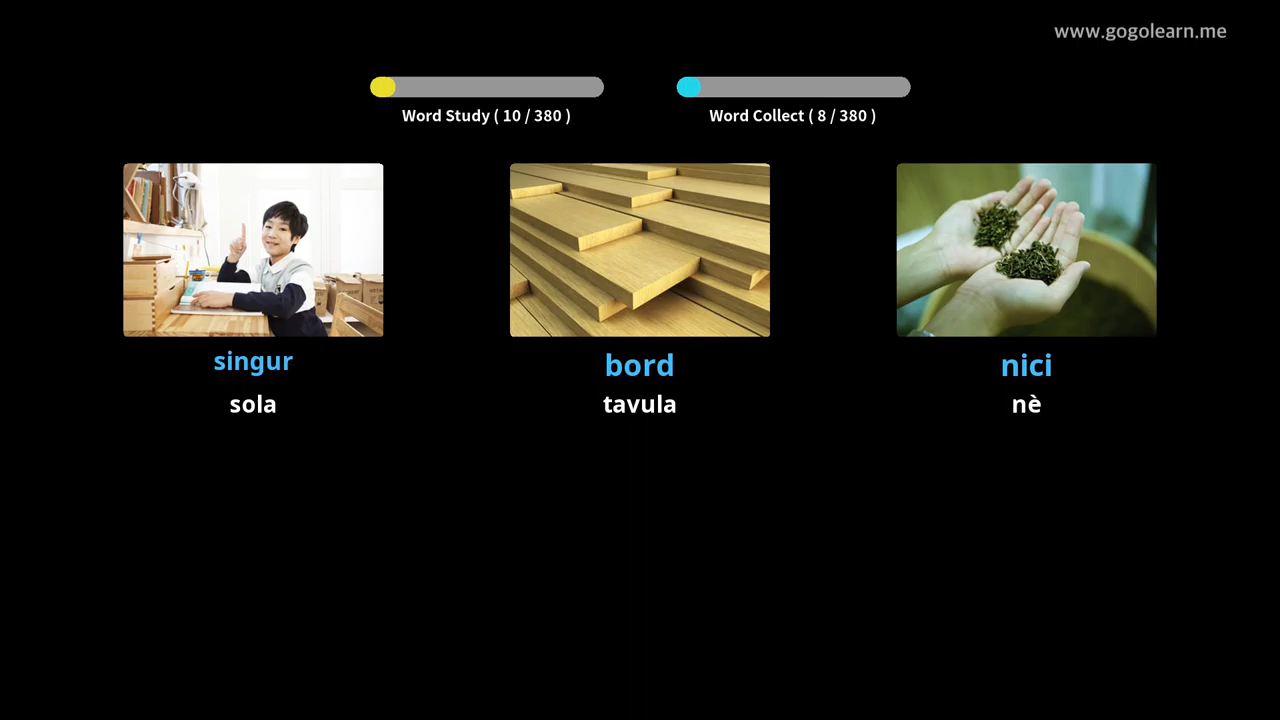 www.gogolearn.me
Word Study ( 10 / 380 )
Word Collect ( 8 / 380 )
singur
sola
bord
tavula
nici
nè